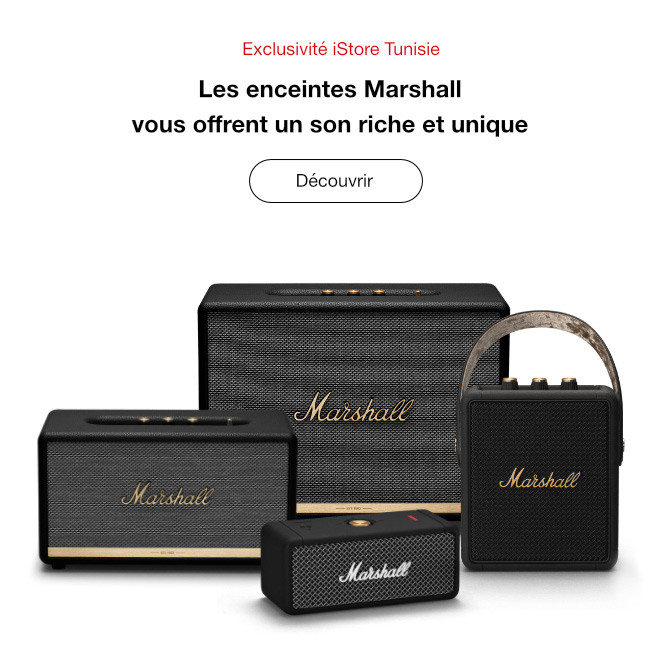 Exclusivité iStore Tunisie
Les enceintes Marshall
vous offrent un son riche et unique
Découvrir
Marshall
Marshall
Marshall
Marshall